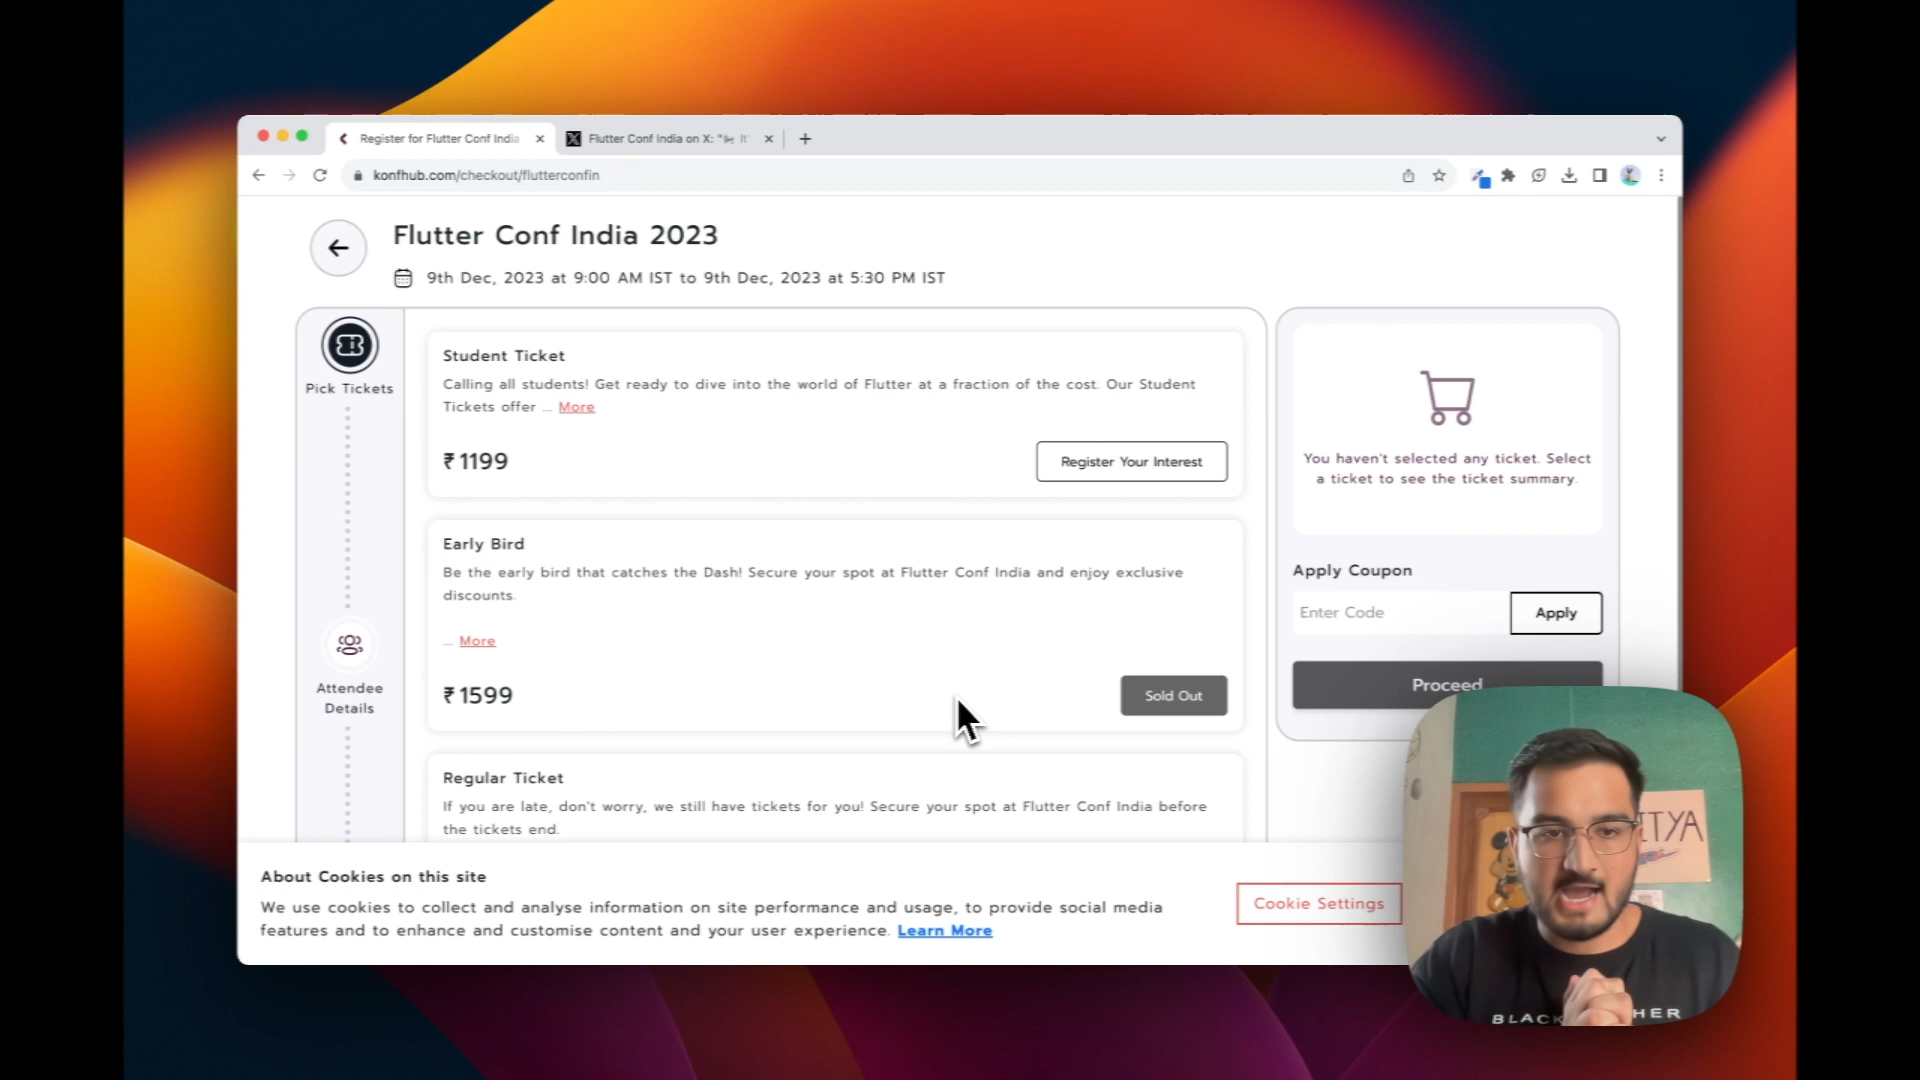 Register for Flutter Conf India
Flutter Conf India on X: "
konfhub.com/checkout/flutterconfin
Flutter Conf India 2023
9th Dec, 2023 at 9:00 AM IST to 9th Dec, 2023 at 5:30 PM IST
Pick Tickets
Attendee
Details
Student Ticket
Calling all students! Get ready to dive into the world of Flutter at a fraction of the cost. Our Student
Tickets offer ... More
₹1199
Register Your Interest
Early Bird
Be the early bird that catches the Dash! Secure your spot at Flutter Conf India and enjoy exclusive
discounts.
... More
₹1599
Sold Out
Regular Ticket
If you are late, don't worry, we still have tickets for you! Secure your spot at Flutter Conf India before
the tickets end.
You haven't selected any ticket. Select
a ticket to see the ticket summary.
Apply Coupon
Enter Code
Apply
Proceed
About Cookies on this site
We use cookies to collect and analyse information on site performance and usage, to provide social media
features and to enhance and customise content and your user experience. Learn More
Cookie Settings
ITYA
BLACK HER